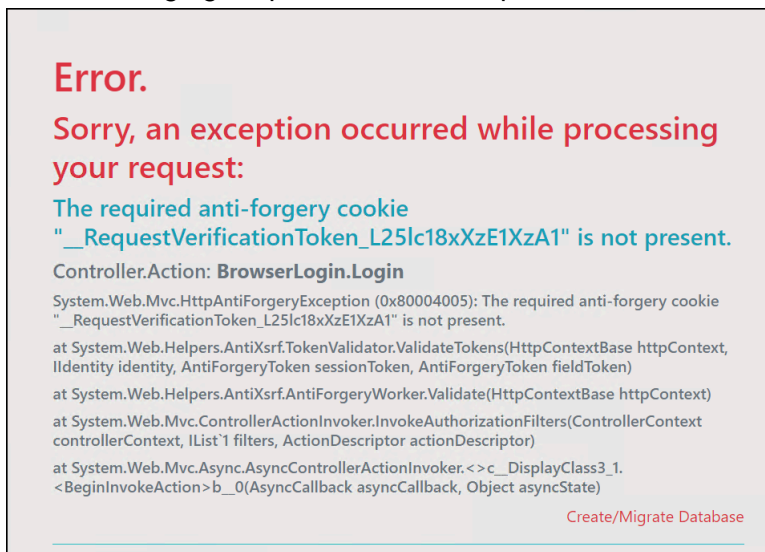 Error.
Sorry, an exception occurred while processing
your request:
The required anti-forgery cookie
"__RequestVerificationToken_L25lc18xXzE1XzA1" is not present.
Controller.Action: BrowserLogin.Login
System.Web.Mvc.HttpAntiForgeryException (0x80004005): The required anti-forgery cookie
"__RequestVerificationToken_L25lc18xXzE1XzA1" is not present.
at System.Web.Helpers.AntiXsrf.TokenValidator.ValidateTokens(HttpContextBase httpContext,
IIdentity identity, AntiForgeryToken sessionToken, AntiForgeryToken fieldToken)
at System.Web.Helpers.AntiXsrf.AntiForgeryWorker.Validate(HttpContextBase httpContext)
at System.Web.Mvc.ControllerActionInvoker.InvokeAuthorizationFilters(ControllerContext
controllerContext, IList`1 filters, ActionDescriptor actionDescriptor)
at System.Web.Mvc.Async.AsyncControllerActionInvoker.<>c__DisplayClass3_1.
<BeginInvokeAction>b__0(AsyncCallback asyncCallback, Object asyncState)
Create/Migrate Database